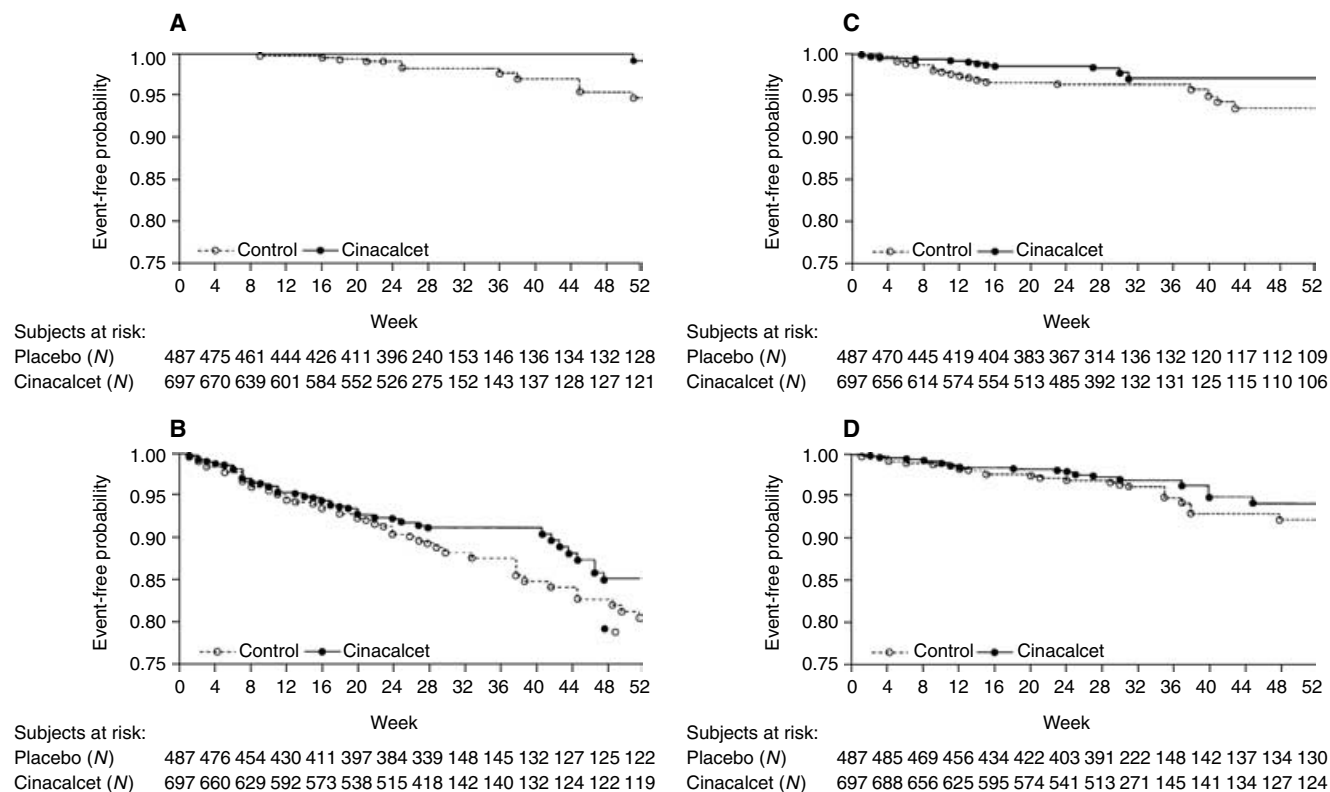 A
Event-free probability
1.00
0.95
0.90
0.85
0.80
0.75
Control Cinacalcet
0 4 8 12 16 20 24 28 32 36 40 44 48 52
Week
Subjects at risk:
Placebo (N) 487 475 461 444 426 411 396 240 153 146 136 134 132 128
Cinacalcet (N) 697 670 639 601 584 552 526 275 152 143 137 128 127 121
C
Event-free probability
1.00
0.95
0.90
0.85
0.80
0.75
Control Cinacalcet
0 4 8 12 16 20 24 28 32 36 40 44 48 52
Week
Subjects at risk:
Placebo (N) 487 470 445 419 404 383 367 314 136 132 120 117 112 109
Cinacalcet (N) 697 656 614 574 554 513 485 392 132 131 125 115 110 106
B
Event-free probability
1.00
0.95
0.90
0.85
0.80
0.75
Control Cinacalcet
0 4 8 12 16 20 24 28 32 36 40 44 48 52
Week
Subjects at risk:
Placebo (N) 487 476 454 430 411 397 384 339 148 145 132 127 125 122
Cinacalcet (N) 697 660 629 592 573 538 515 418 142 140 132 124 122 119
D
Event-free probability
1.00
0.95
0.90
0.85
0.80
0.75
Control Cinacalcet
0 4 8 12 16 20 24 28 32 36 40 44 48 52
Week
Subjects at risk:
Placebo (N) 487 485 469 456 434 422 403 391 222 148 142 137 134 130
Cinacalcet (N) 697 688 656 625 595 574 541 513 271 145 141 134 127 124